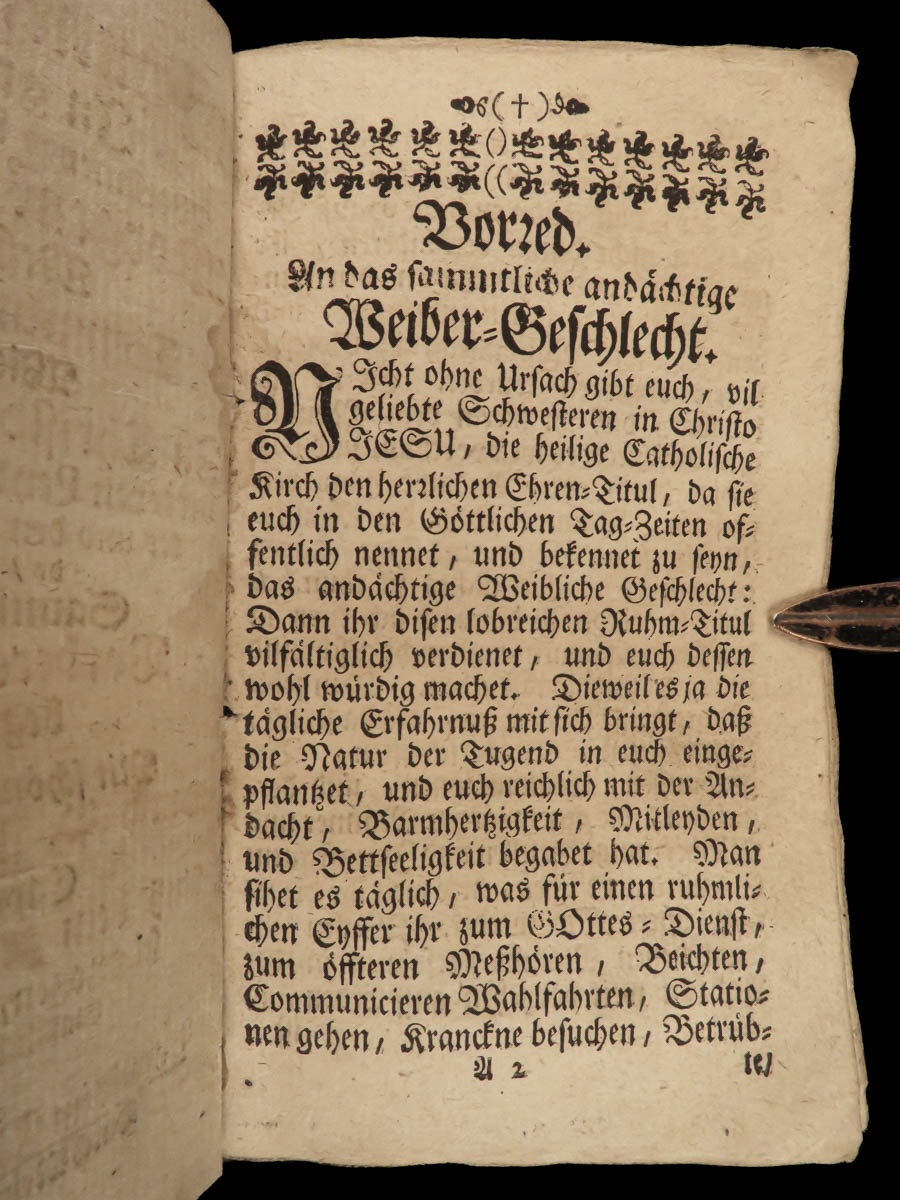 (✝)
Vorred.
An das sammtliche andächtige
Weiber-Geschlecht.
NIcht ohne Ursach gibt euch, vil
geliebte Schwesteren in Christo
JESU, die heilige Catholische
Kirch den herrlichen Ehren-Titul, da sie
euch in den Göttlichen Tag-Zeiten of-
fentlich nennet, und bekennet zu seyn,
das andächtige Weibliche Geschlecht:
Dann ihr disen lobreichen Ruhm-Titul
vilfältiglich verdienet, und euch dessen
wohl würdig machet. Dieweil es ja die
tägliche Erfahrnuß mit sich bringt, daß
die Natur der Tugend in euch einge-
pflantzet, und euch reichlich mit der An-
dacht, Barmhertzigkeit, Mitleyden,
und Bettseeligkeit begabet hat. Man
sihet es täglich, was für einen ruhmli-
chen Eyffer ihr zum GOttes-Dienst,
zum öffteren Meßhören, Beichten,
Communicieren Wahlfahrten, Statio-
nen gehen, Kranckne besuchen, Betrüb-
A 2 te/